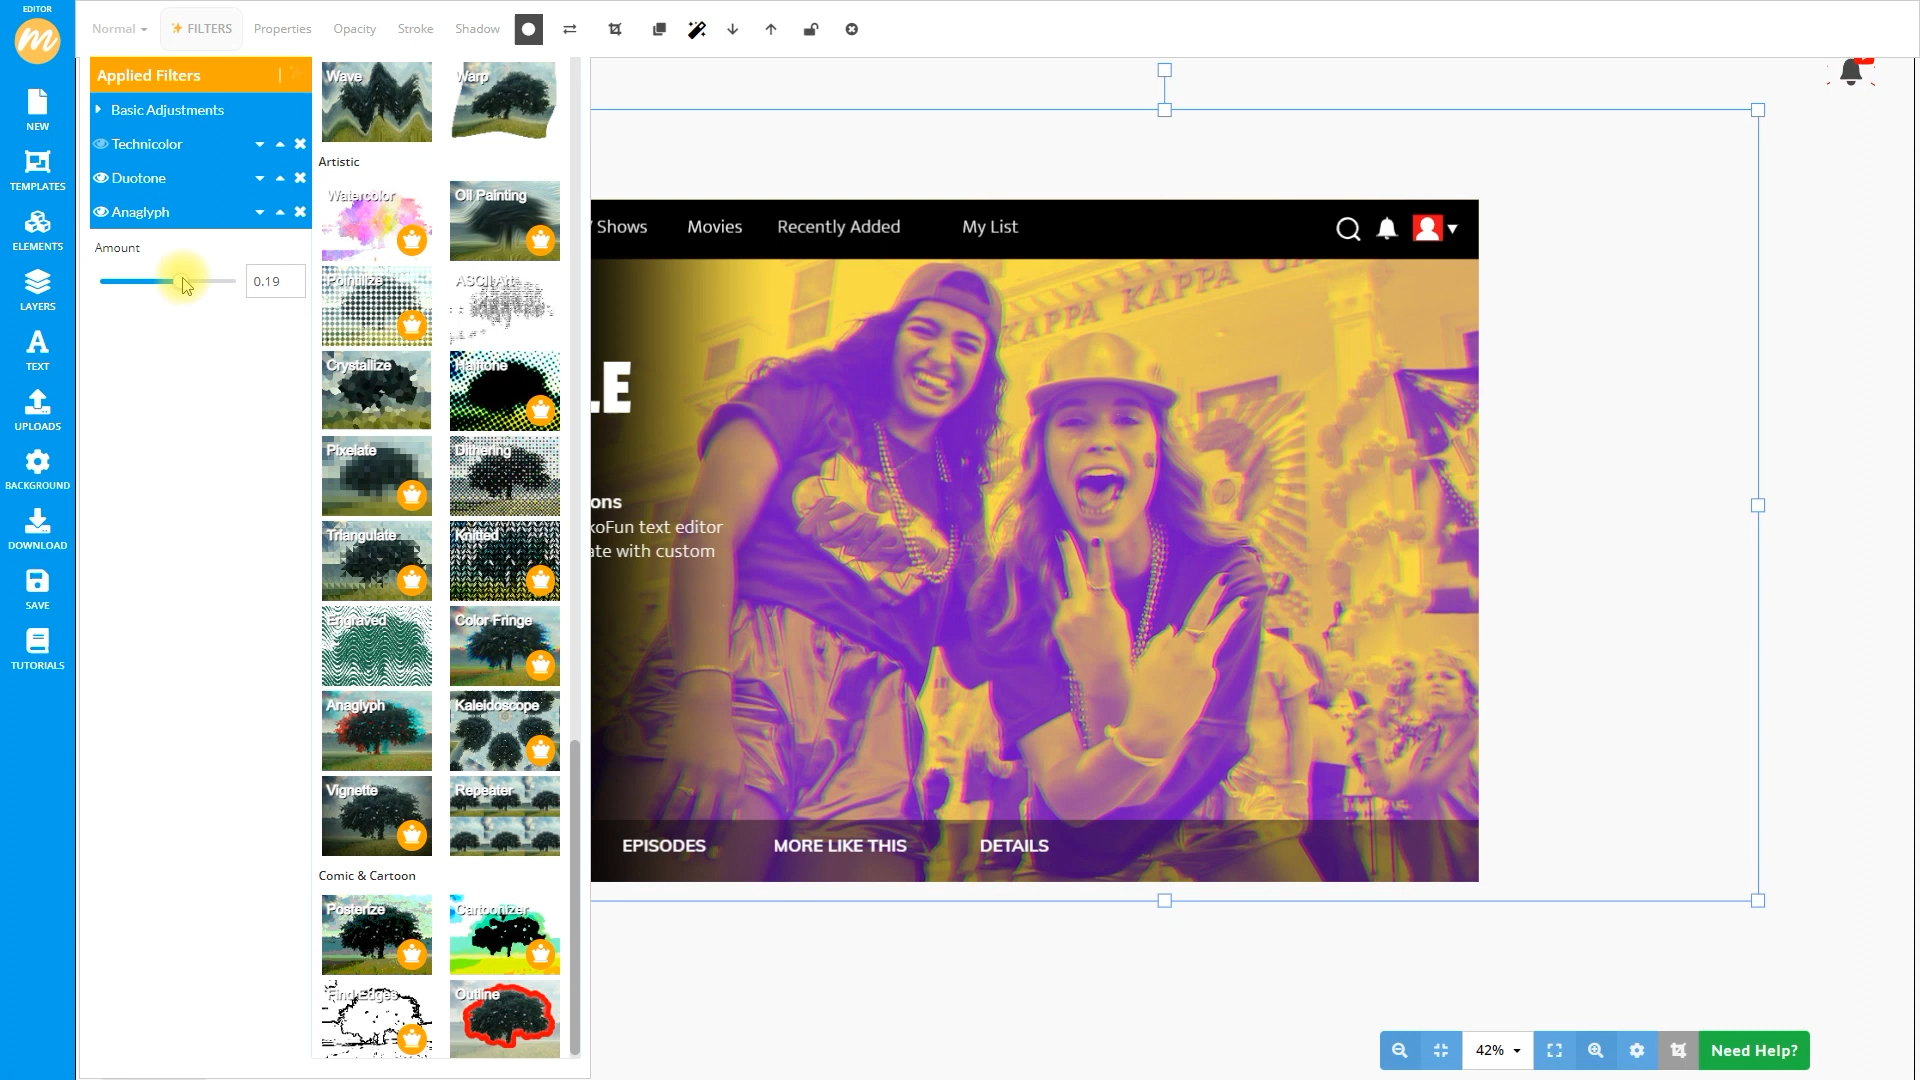 EDITOR
m
Normal
FILTERS
Properties
Opacity
Stroke
Shadow
NEW
TEMPLATES
ELEMENTS
LAYERS
TEXT
UPLOADS
BACKGROUND
DOWNLOAD
SAVE
TUTORIALS
Applied Filters
Basic Adjustments
Technicolor
Duotone
Anaglyph
Amount
0.19
Wave
Warp
Artistic
Watercolor
Oil Painting
Pointilize
ASCII Art
Crystallize
Halftone
Pixelate
Dithering
Triangulate
Knitted
Engraved
Color Fringe
Anaglyph
Kaleidoscope
Vignette
Repeater
Comic & Cartoon
Posterize
Cartoonizer
Find Edges
Outline
Shows
Movies
Recently Added
My List
KAPPA KAPPA
LE
ons
koFun text editor
ate with custom
EPISODES
MORE LIKE THIS
DETAILS
42%
Need Help?